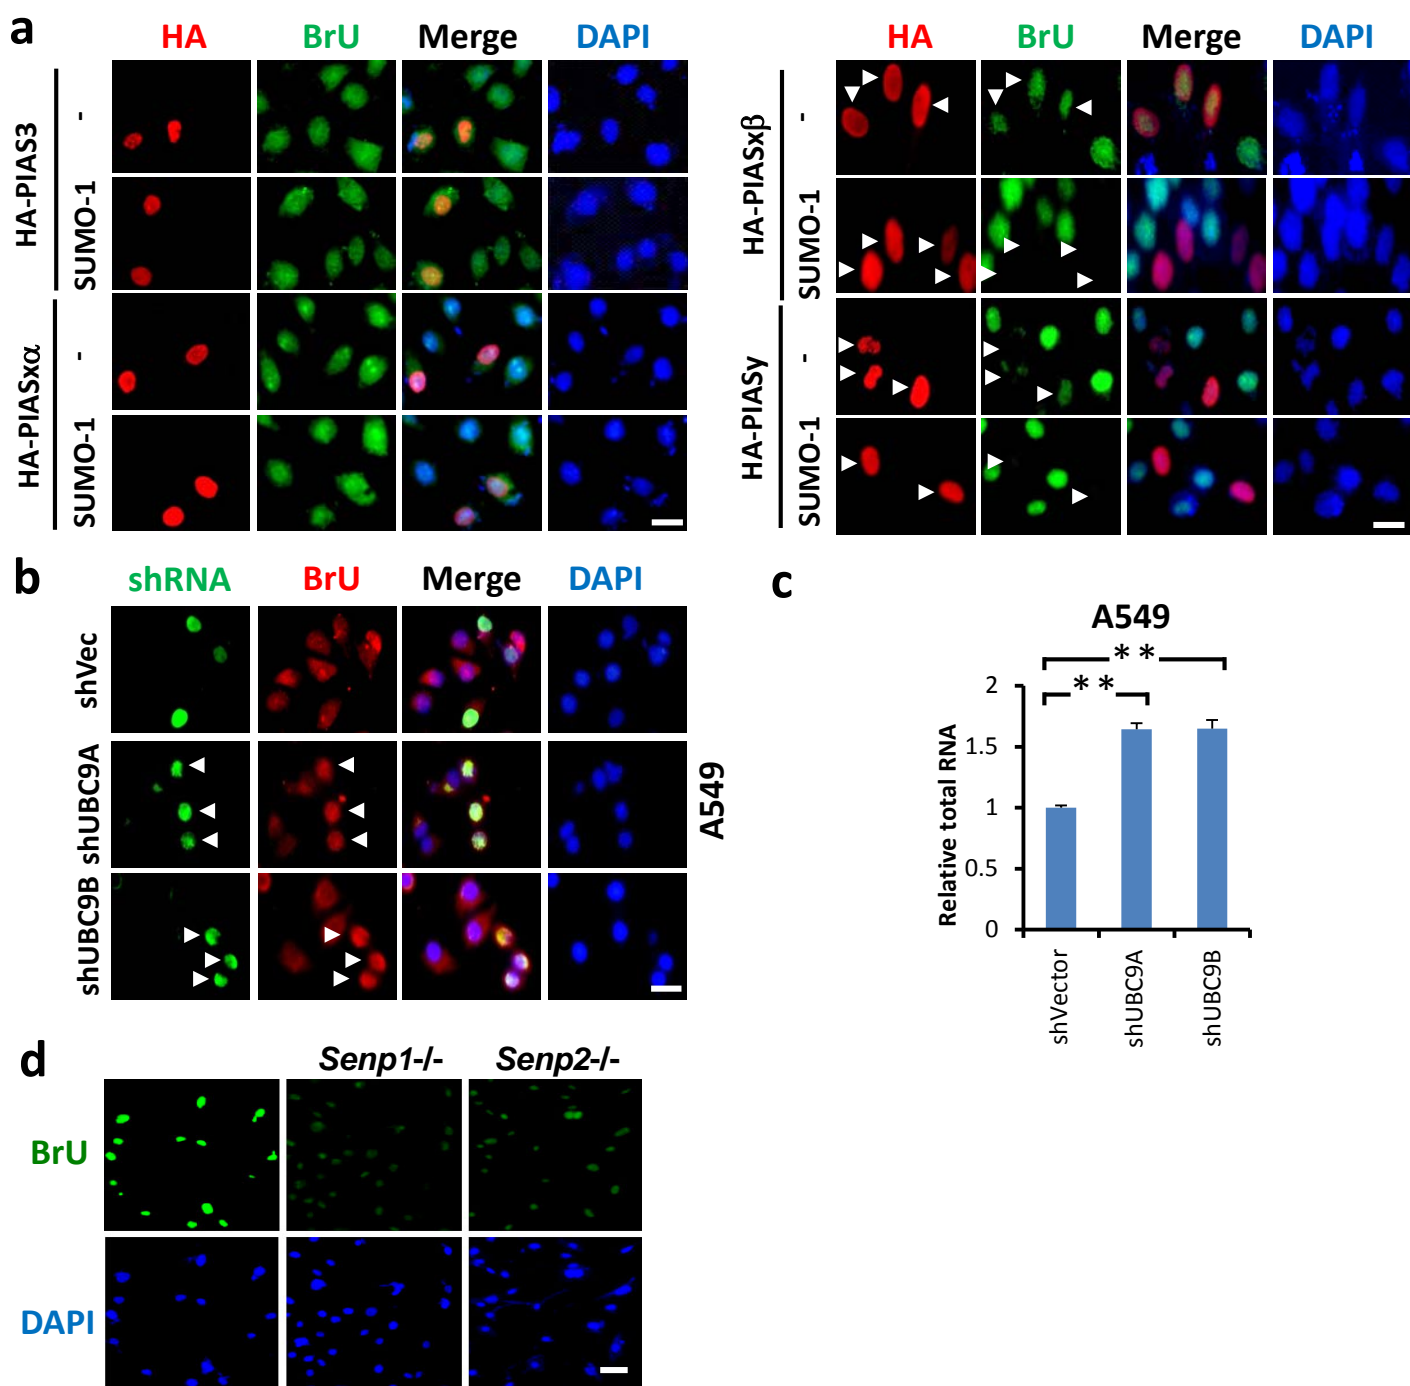 a
HA BrU Merge DAPI
HA-PIAS3
-
SUMO-1
HA-PIASxα
-
SUMO-1
HA BrU Merge DAPI
HA-PIASxβ
-
SUMO-1
HA-PIASy
-
SUMO-1
b
shRNA BrU Merge DAPI
shVec
shUBC9A
shUBC9B
A549
c
A549
**
**
Relative total RNA
2
1.5
1
0.5
0
shVector
shUBC9A
shUBC9B
d
Senp1-/- Senp2-/-
BrU
DAPI